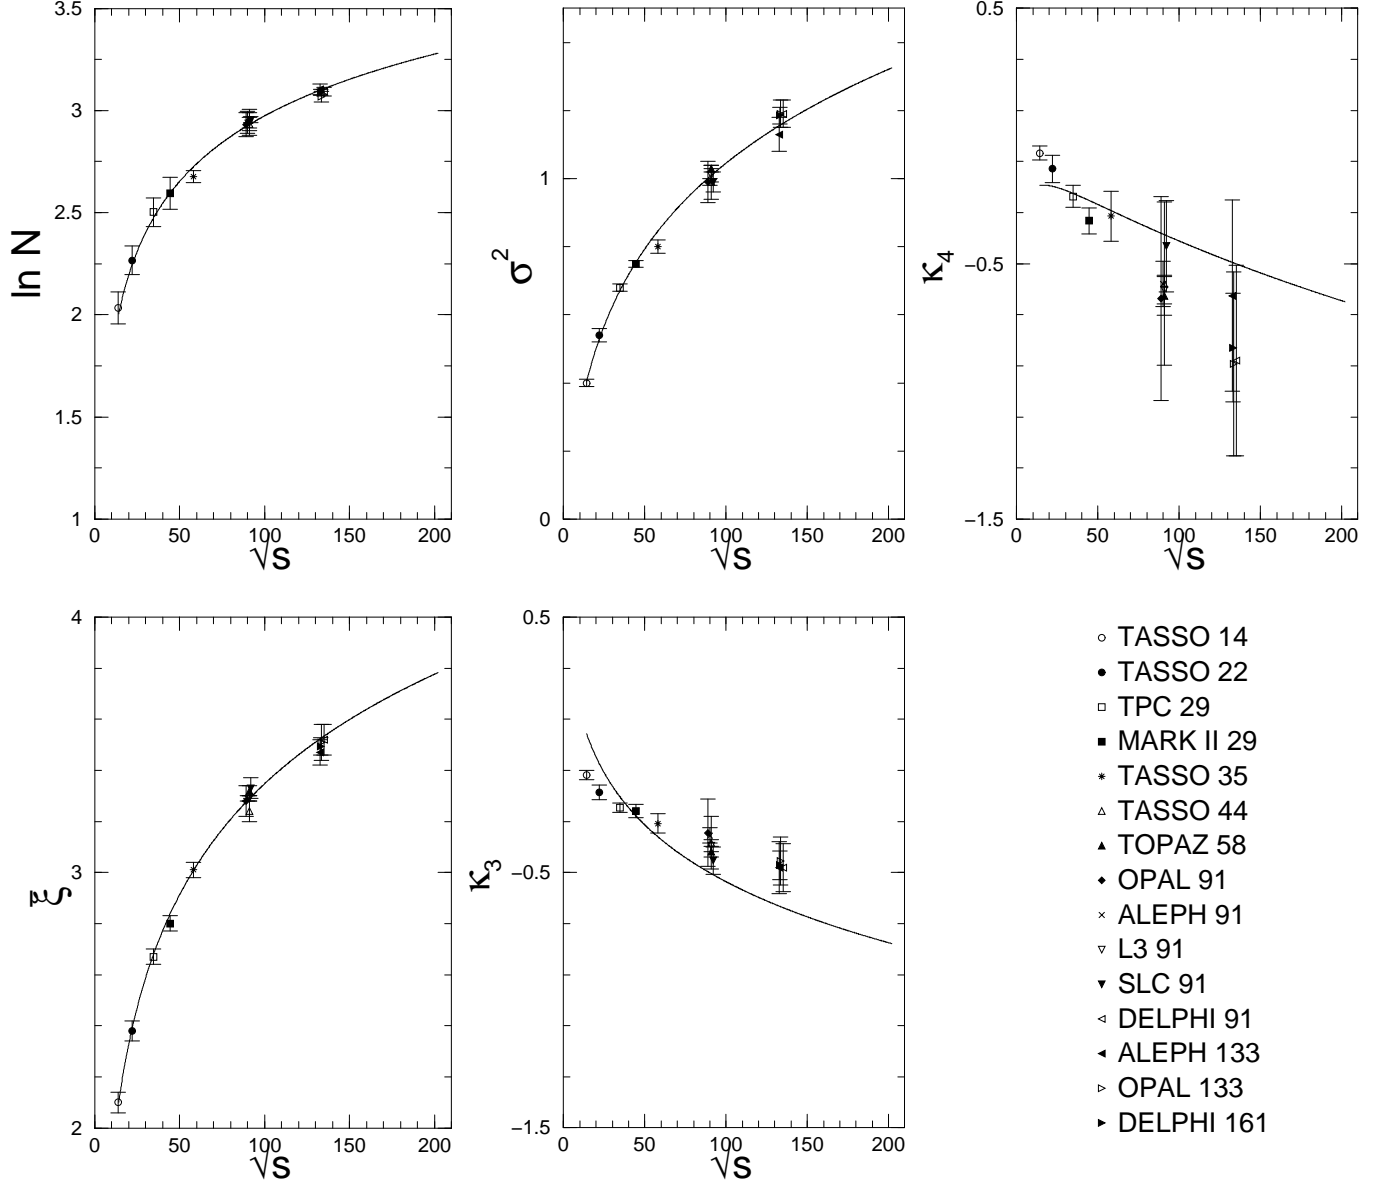 3.5
3
2.5
2
1.5
1
ln N
0 50 100 150 200
√s
1
0
σ²
0 50 100 150 200
√s
0.5
−0.5
−1.5
κ₄
0 50 100 150 200
√s
4
3
2
ξ
0 50 100 150 200
√s
0.5
−0.5
−1.5
κ₃
0 50 100 150 200
√s
TASSO 14
TASSO 22
TPC 29
MARK II 29
TASSO 35
TASSO 44
TOPAZ 58
OPAL 91
ALEPH 91
L3 91
SLC 91
DELPHI 91
ALEPH 133
OPAL 133
DELPHI 161